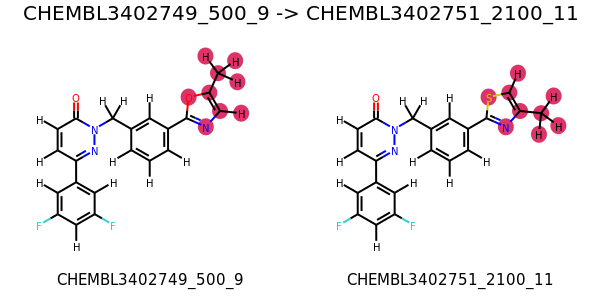 CHEMBL3402749_500_9 -> CHEMBL3402751_2100_11
H H H H H O H H O H H H N N H N H H H H H H F F H
H H H O H H S H H H N N H N H H H H H H F F H
CHEMBL3402749_500_9 CHEMBL3402751_2100_11